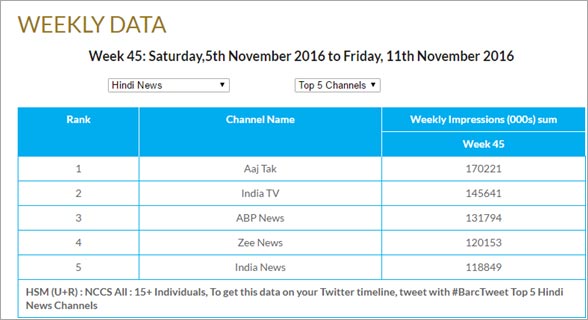 WEEKLY DATA
Week 45: Saturday,5th November 2016 to Friday, 11th November 2016
Hindi News Top 5 Channels
Rank Channel Name Weekly Impressions (000s) sum
Week 45
1 Aaj Tak 170221
2 India TV 145641
3 ABP News 131794
4 Zee News 120153
5 India News 118849
HSM (U+R) : NCCS All : 15+ Individuals, To get this data on your Twitter timeline, tweet with #BarcTweet Top 5 Hindi
News Channels